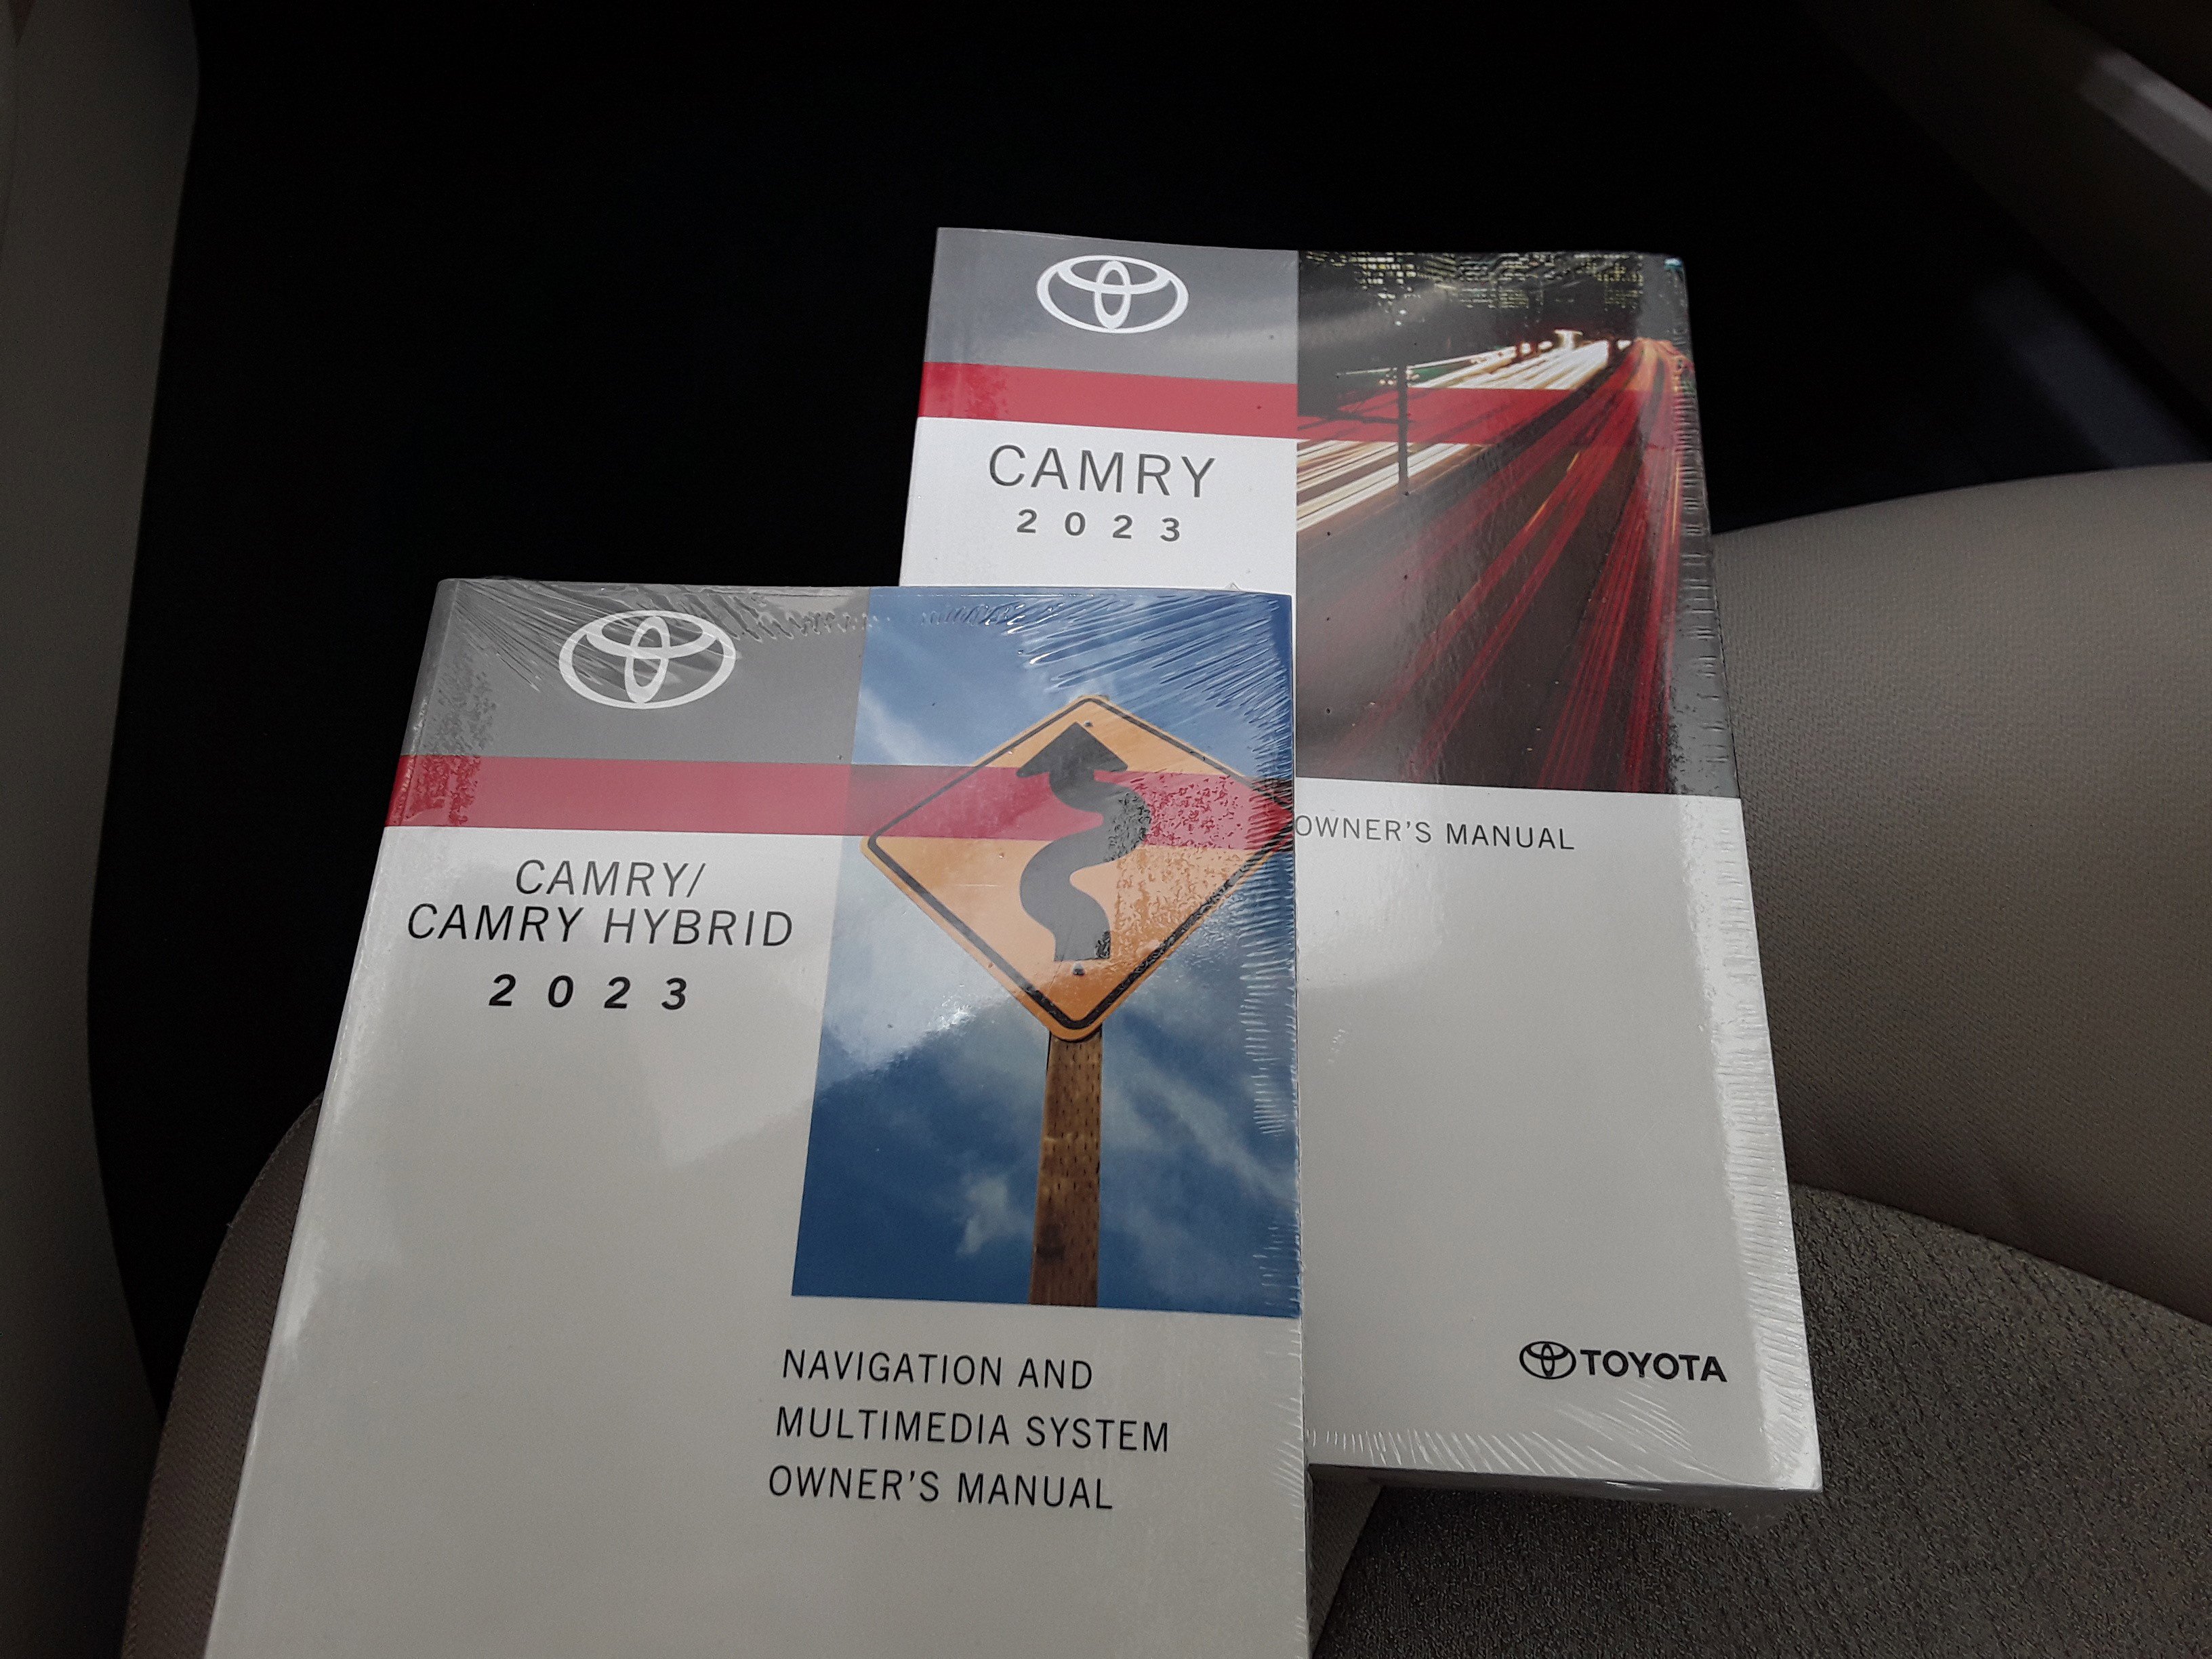 CAMRY
2023
OWNER'S MANUAL
TOYOTA
CAMRY/
CAMRY HYBRID
2023
NAVIGATION AND
MULTIMEDIA SYSTEM
OWNER'S MANUAL